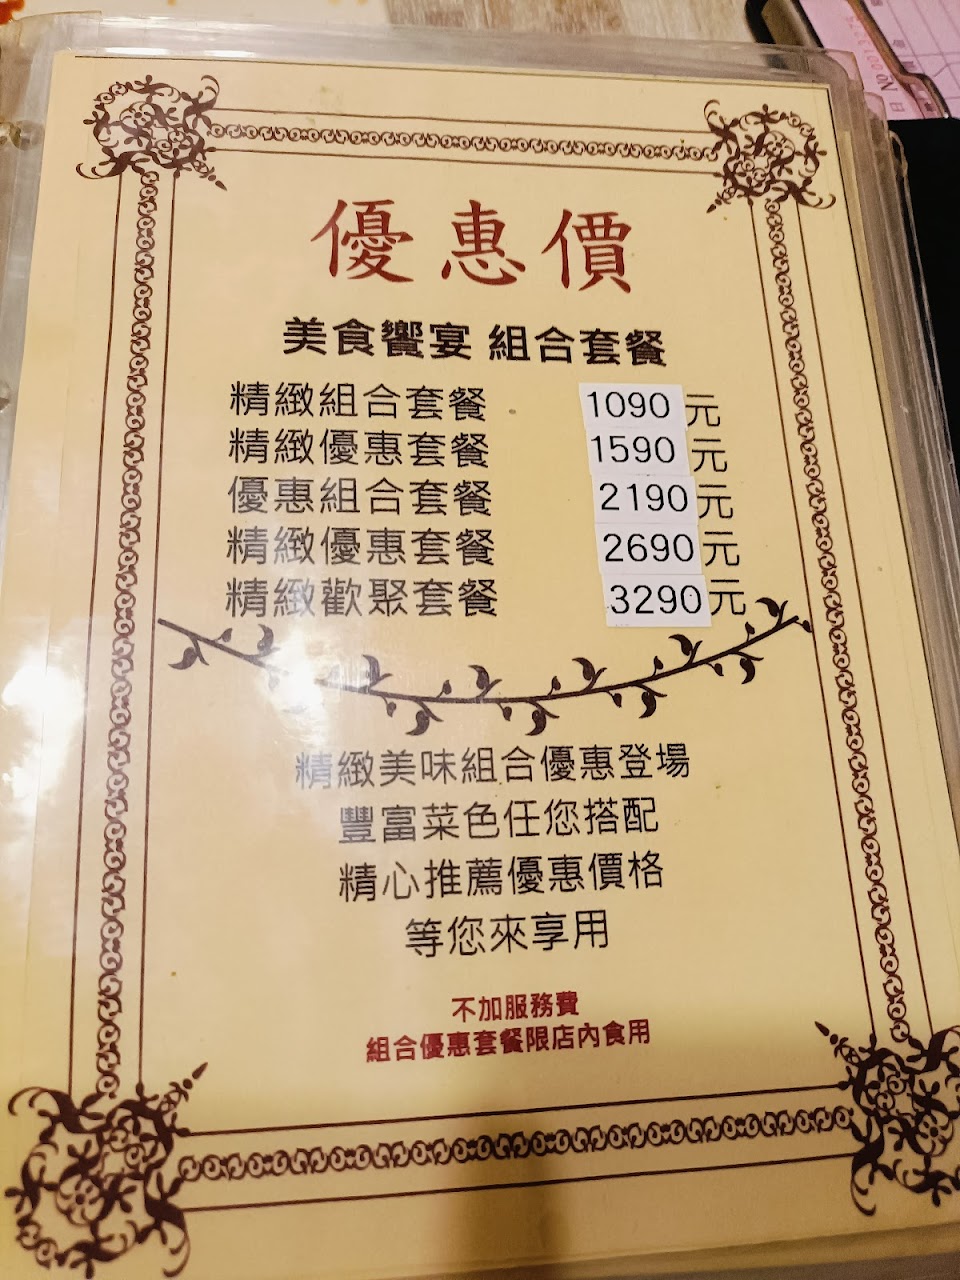 優惠價
美食饗宴 組合套餐
精緻組合套餐 1090元
精緻優惠套餐 1590元
優惠組合套餐 2190元
精緻優惠套餐 2690元
精緻歡聚套餐 3290元
精緻美味組合優惠登場
豐富菜色任您搭配
精心推薦優惠價格
等您來享用
不加服務費
組合優惠套餐限店內食用